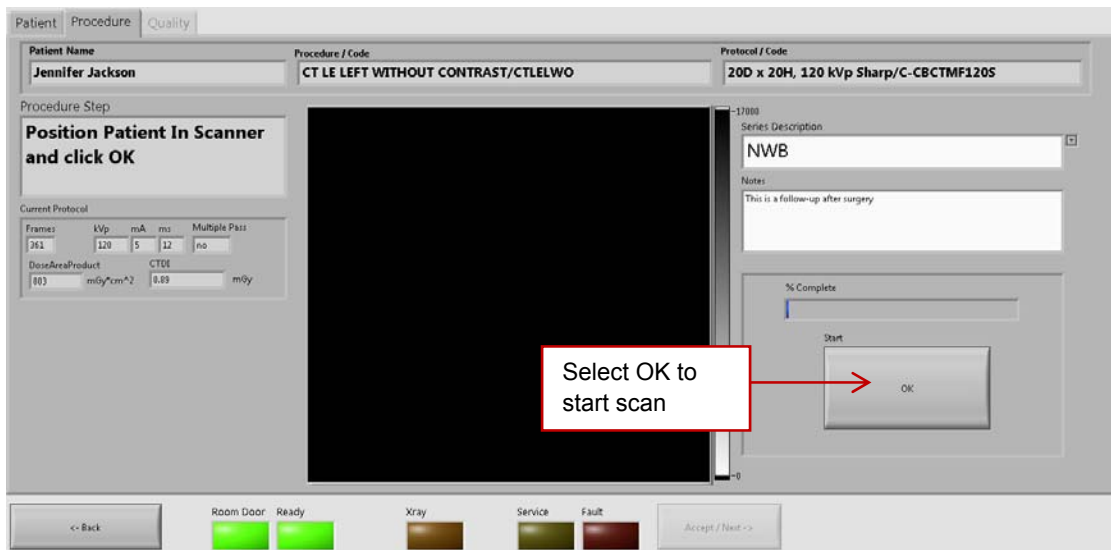 Patient Procedure Quality
Patient Name
Jennifer Jackson
Procedure / Code
CT LE LEFT WITHOUT CONTRAST/CTLELWO
Protocol / Code
20D x 20H, 120 kVp Sharp/C-CBCTMF120S
Procedure Step
Position Patient In Scanner
and click OK
Current Protocol
Frames kVp mA ms Multiple Pass
361 120 5 12 no
DoseAreaProduct CTDI
803 mGy*cm^2 0.89 mGy
17000
0
Series Description
NWB
Notes
This is a follow-up after surgery
% Complete
Start
OK
Select OK to
start scan
<- Back
Room Door Ready Xray Service Fault
Accept / Next ->